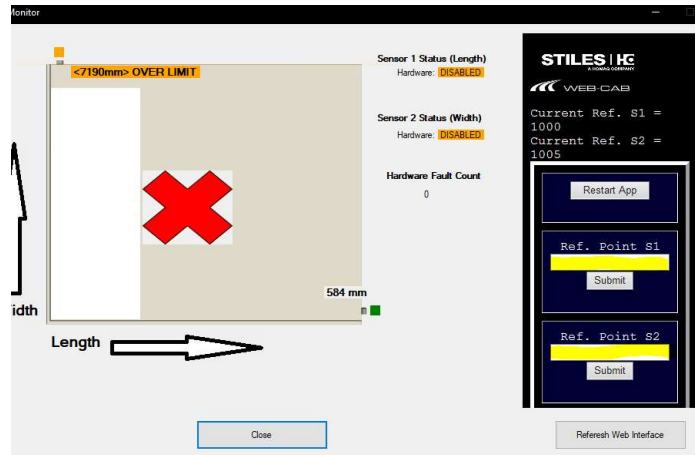 Monitor
<7190mm> OVER LIMIT
584 mm
idth
Length
Sensor 1 Status (Length)
Hardware: DISABLED
Sensor 2 Status (Width)
Hardware: DISABLED
Hardware Fault Count
0
STILES | HC
A HOMAG COMPANY
WEB-CAB
Current Ref. S1 =
1000
Current Ref. S2 =
1005
Restart App
Ref. Point S1
Submit
Ref. Point S2
Submit
Close
Referesh Web Interface